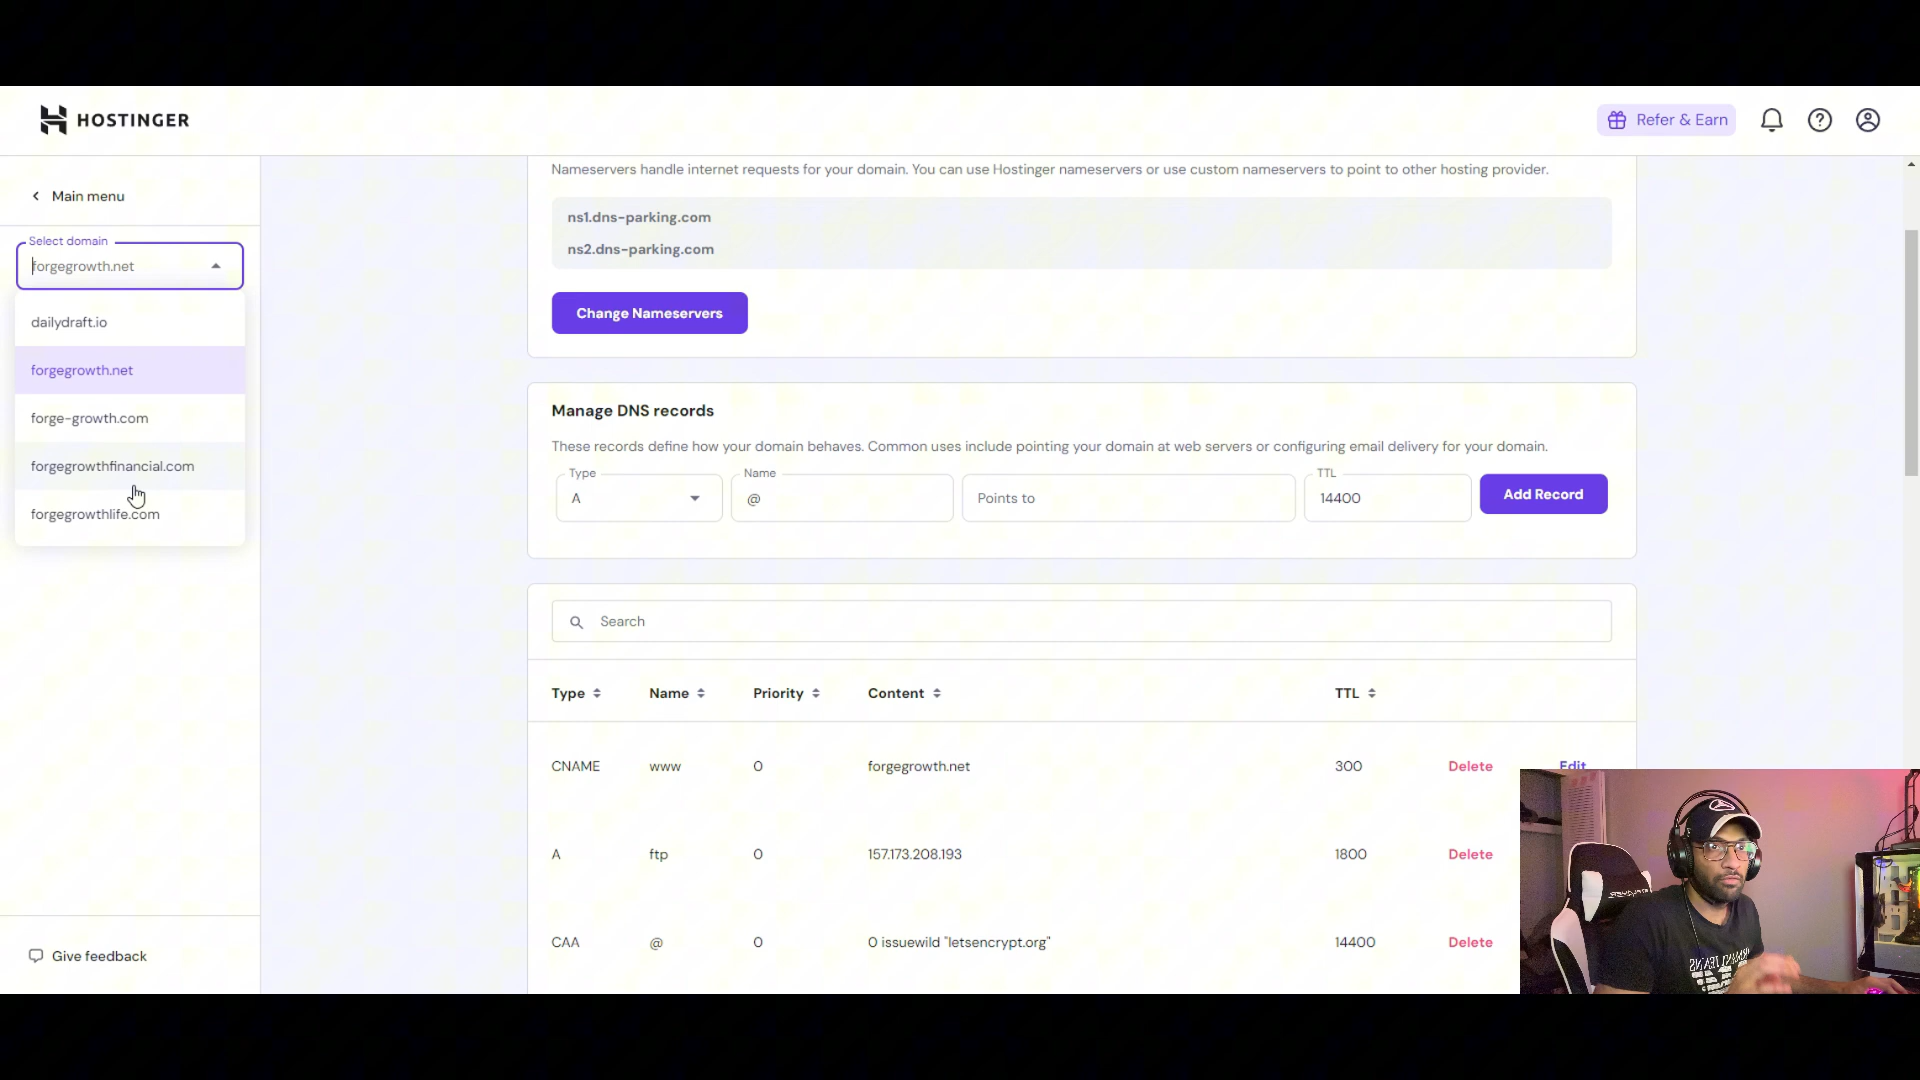 HOSTINGER
Refer & Earn
Main menu
Select domain
forgegrowth.net
dailydraft.io
forgegrowth.net
forge-growth.com
forgegrowthfinancial.com
forgegrowthlife.com
Give feedback
Nameservers handle internet requests for your domain. You can use Hostinger nameservers or use custom nameservers to point to other hosting provider.
ns1.dns-parking.com
ns2.dns-parking.com
Change Nameservers
Manage DNS records
These records define how your domain behaves. Common uses include pointing your domain at web servers or configuring email delivery for your domain.
Type Name TTL
A @ Points to 14400 Add Record
Search
Type Name Priority Content TTL
CNAME www 0 forgegrowth.net 300 Delete Edit
A ftp 0 157.173.208.193 1800 Delete
CAA @ 0 0 issuewild "letsencrypt.org" 14400 Delete